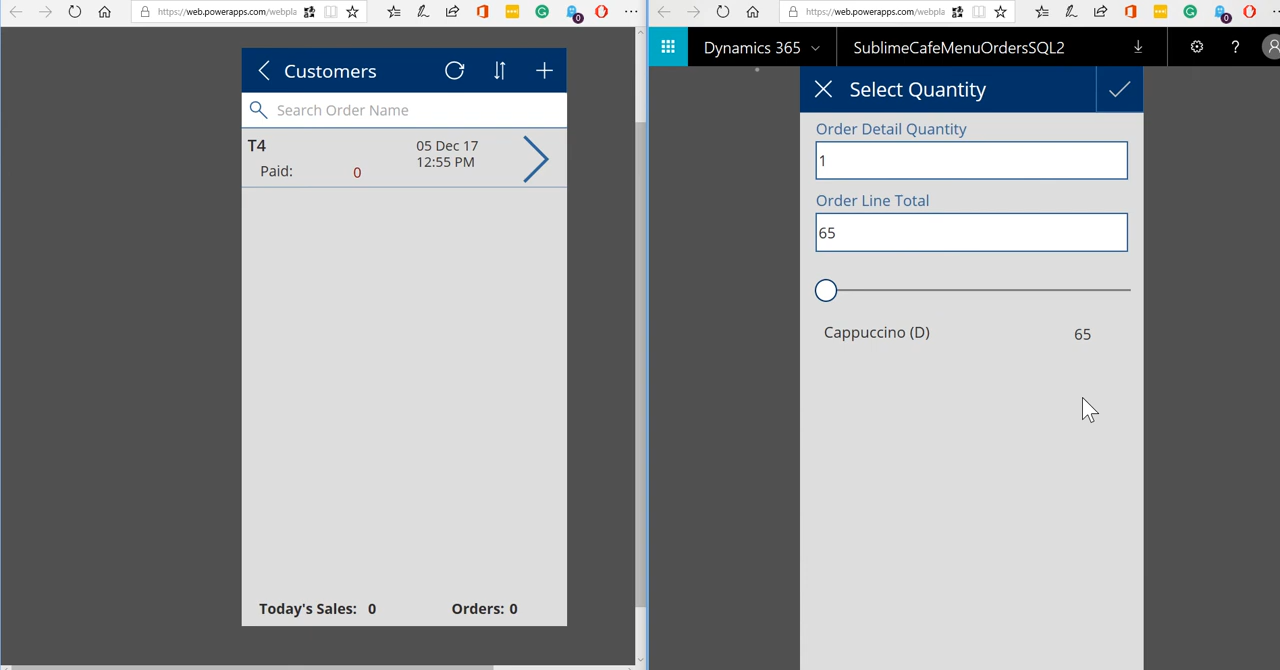 https://web.powerapps.com/webpla
Customers
Search Order Name
T4
05 Dec 17
12:55 PM
Paid: 0
Today's Sales: 0 Orders: 0
https://web.powerapps.com/webpla
Dynamics 365 SublimeCafeMenuOrdersSQL2 ?
Select Quantity
Order Detail Quantity
1
Order Line Total
65
Cappuccino (D) 65